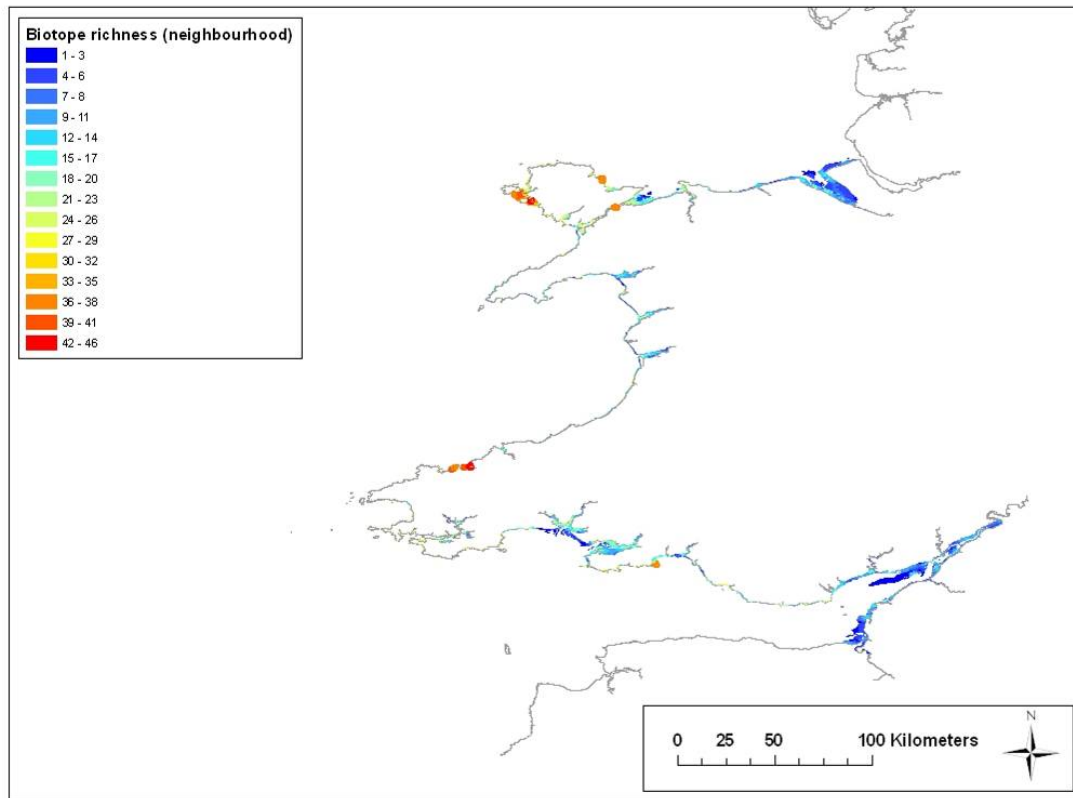 Biotope richness (neighbourhood)
1 - 3
4 - 6
7 - 8
9 - 11
12 - 14
15 - 17
18 - 20
21 - 23
24 - 26
27 - 29
30 - 32
33 - 35
36 - 38
39 - 41
42 - 46
N
0 25 50 100 Kilometers